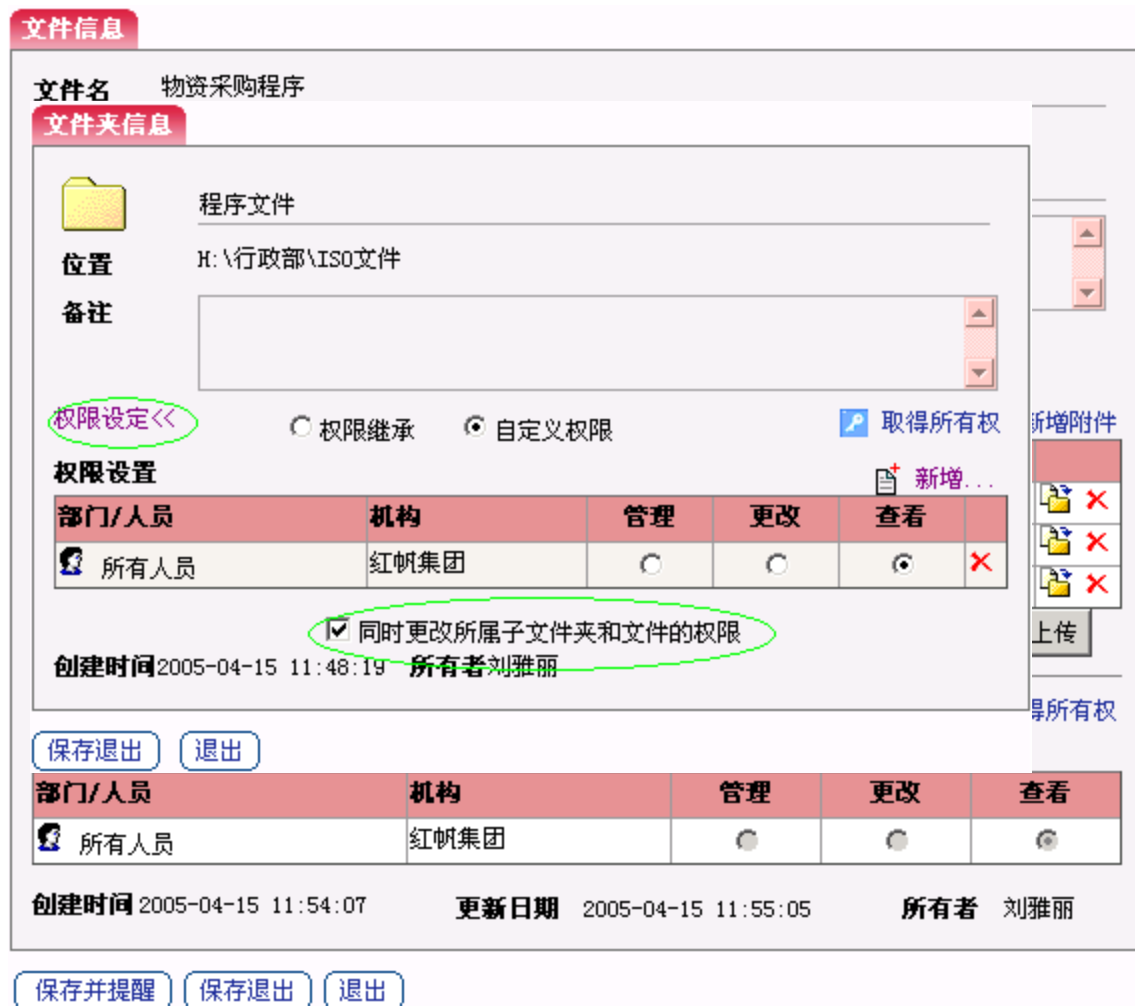 文件信息
文件名 物资采购程序
文件夹信息
程序文件
位置 H:\行政部\ISO文件
备注
权限设定<< 权限继承 自定义权限 取得所有权 新增附件
权限设置 新增...
部门/人员 机构 管理 更改 查看
所有人员 红帆集团
同时更改所属子文件夹和文件的权限 上传
创建时间2005-04-15 11:48:19 所有者刘雅丽
得所有权
保存退出 退出
部门/人员 机构 管理 更改 查看
所有人员 红帆集团
创建时间 2005-04-15 11:54:07 更新日期 2005-04-15 11:55:05 所有者 刘雅丽
保存并提醒 保存退出 退出